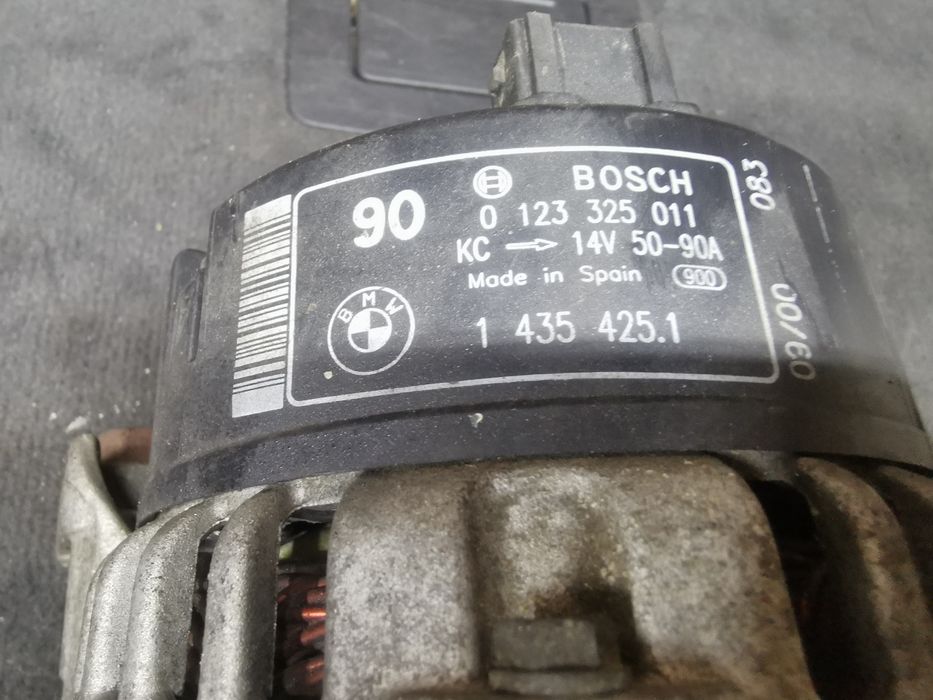 90
BOSCH
0 123 325 011
KC → 14V 50-90A
Made in Spain 900
BMW
1 435 425.1
083
09/00